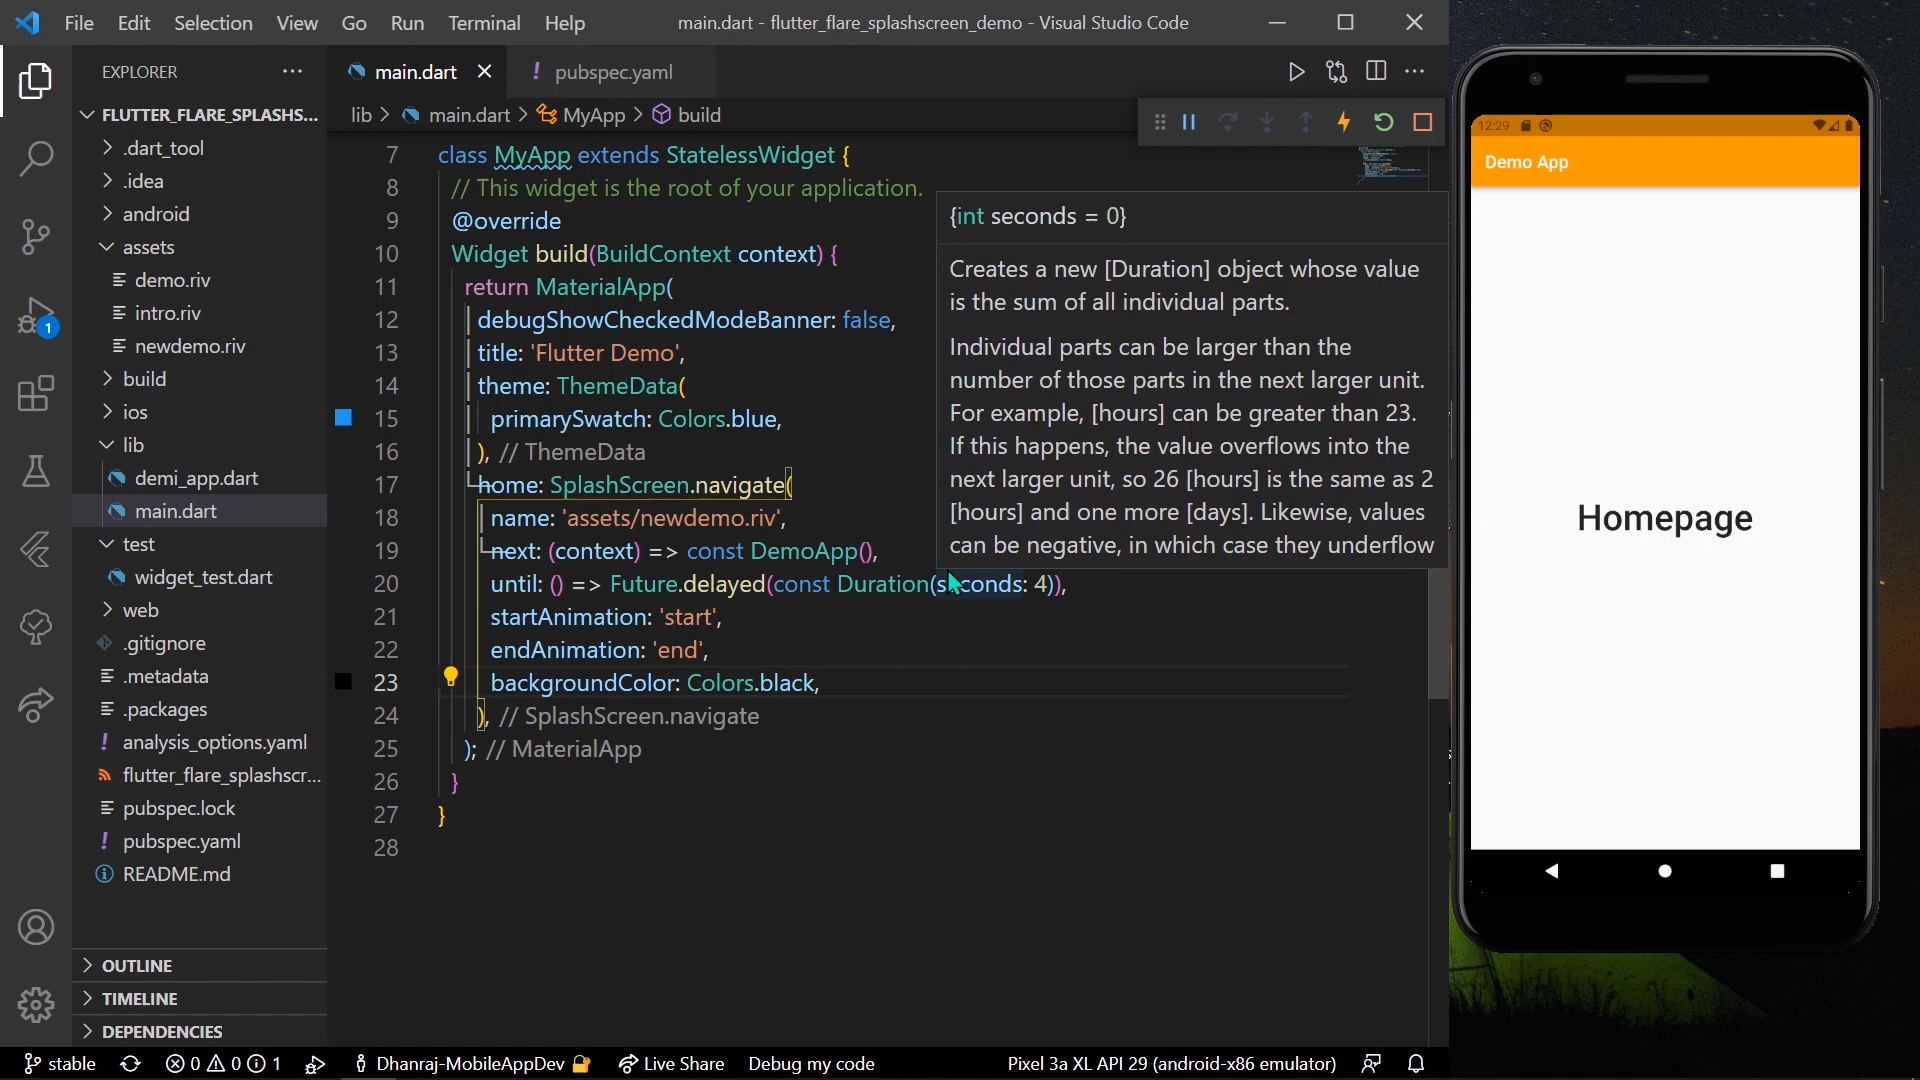 File Edit Selection View Go Run Terminal Help
main.dart - flutter_flare_splashscreen_demo - Visual Studio Code
EXPLORER
FLUTTER_FLARE_SPLASHS...
.dart_tool
.idea
android
assets
demo.riv
intro.riv
newdemo.riv
build
ios
lib
demi_app.dart
main.dart
test
widget_test.dart
web
.gitignore
.metadata
.packages
analysis_options.yaml
flutter_flare_splashscr...
pubspec.lock
pubspec.yaml
README.md
OUTLINE
TIMELINE
DEPENDENCIES
1
main.dart
! pubspec.yaml
lib > main.dart > MyApp > build
7 class MyApp extends StatelessWidget {
8 // This widget is the root of your application.
9 @override
10 Widget build(BuildContext context) {
11 return MaterialApp(
12 debugShowCheckedModeBanner: false,
13 title: 'Flutter Demo',
14 theme: ThemeData(
15 primarySwatch: Colors.blue,
16 ), // ThemeData
17 home: SplashScreen.navigate(
18 name: 'assets/newdemo.riv',
19 next: (context) => const DemoApp(),
20 until: () => Future.delayed(const Duration(seconds: 4)),
21 startAnimation: 'start',
22 endAnimation: 'end',
23 backgroundColor: Colors.black,
24 ), // SplashScreen.navigate
25 ); // MaterialApp
26 }
27 }
28
{int seconds = 0}
Creates a new [Duration] object whose value
is the sum of all individual parts.
Individual parts can be larger than the
number of those parts in the next larger unit.
For example, [hours] can be greater than 23.
If this happens, the value overflows into the
next larger unit, so 26 [hours] is the same as 2
[hours] and one more [days]. Likewise, values
can be negative, in which case they underflow
12:29
Demo App
Homepage
stable 0 0 1 Dhanraj-MobileAppDev Live Share Debug my code Pixel 3a XL API 29 (android-x86 emulator)